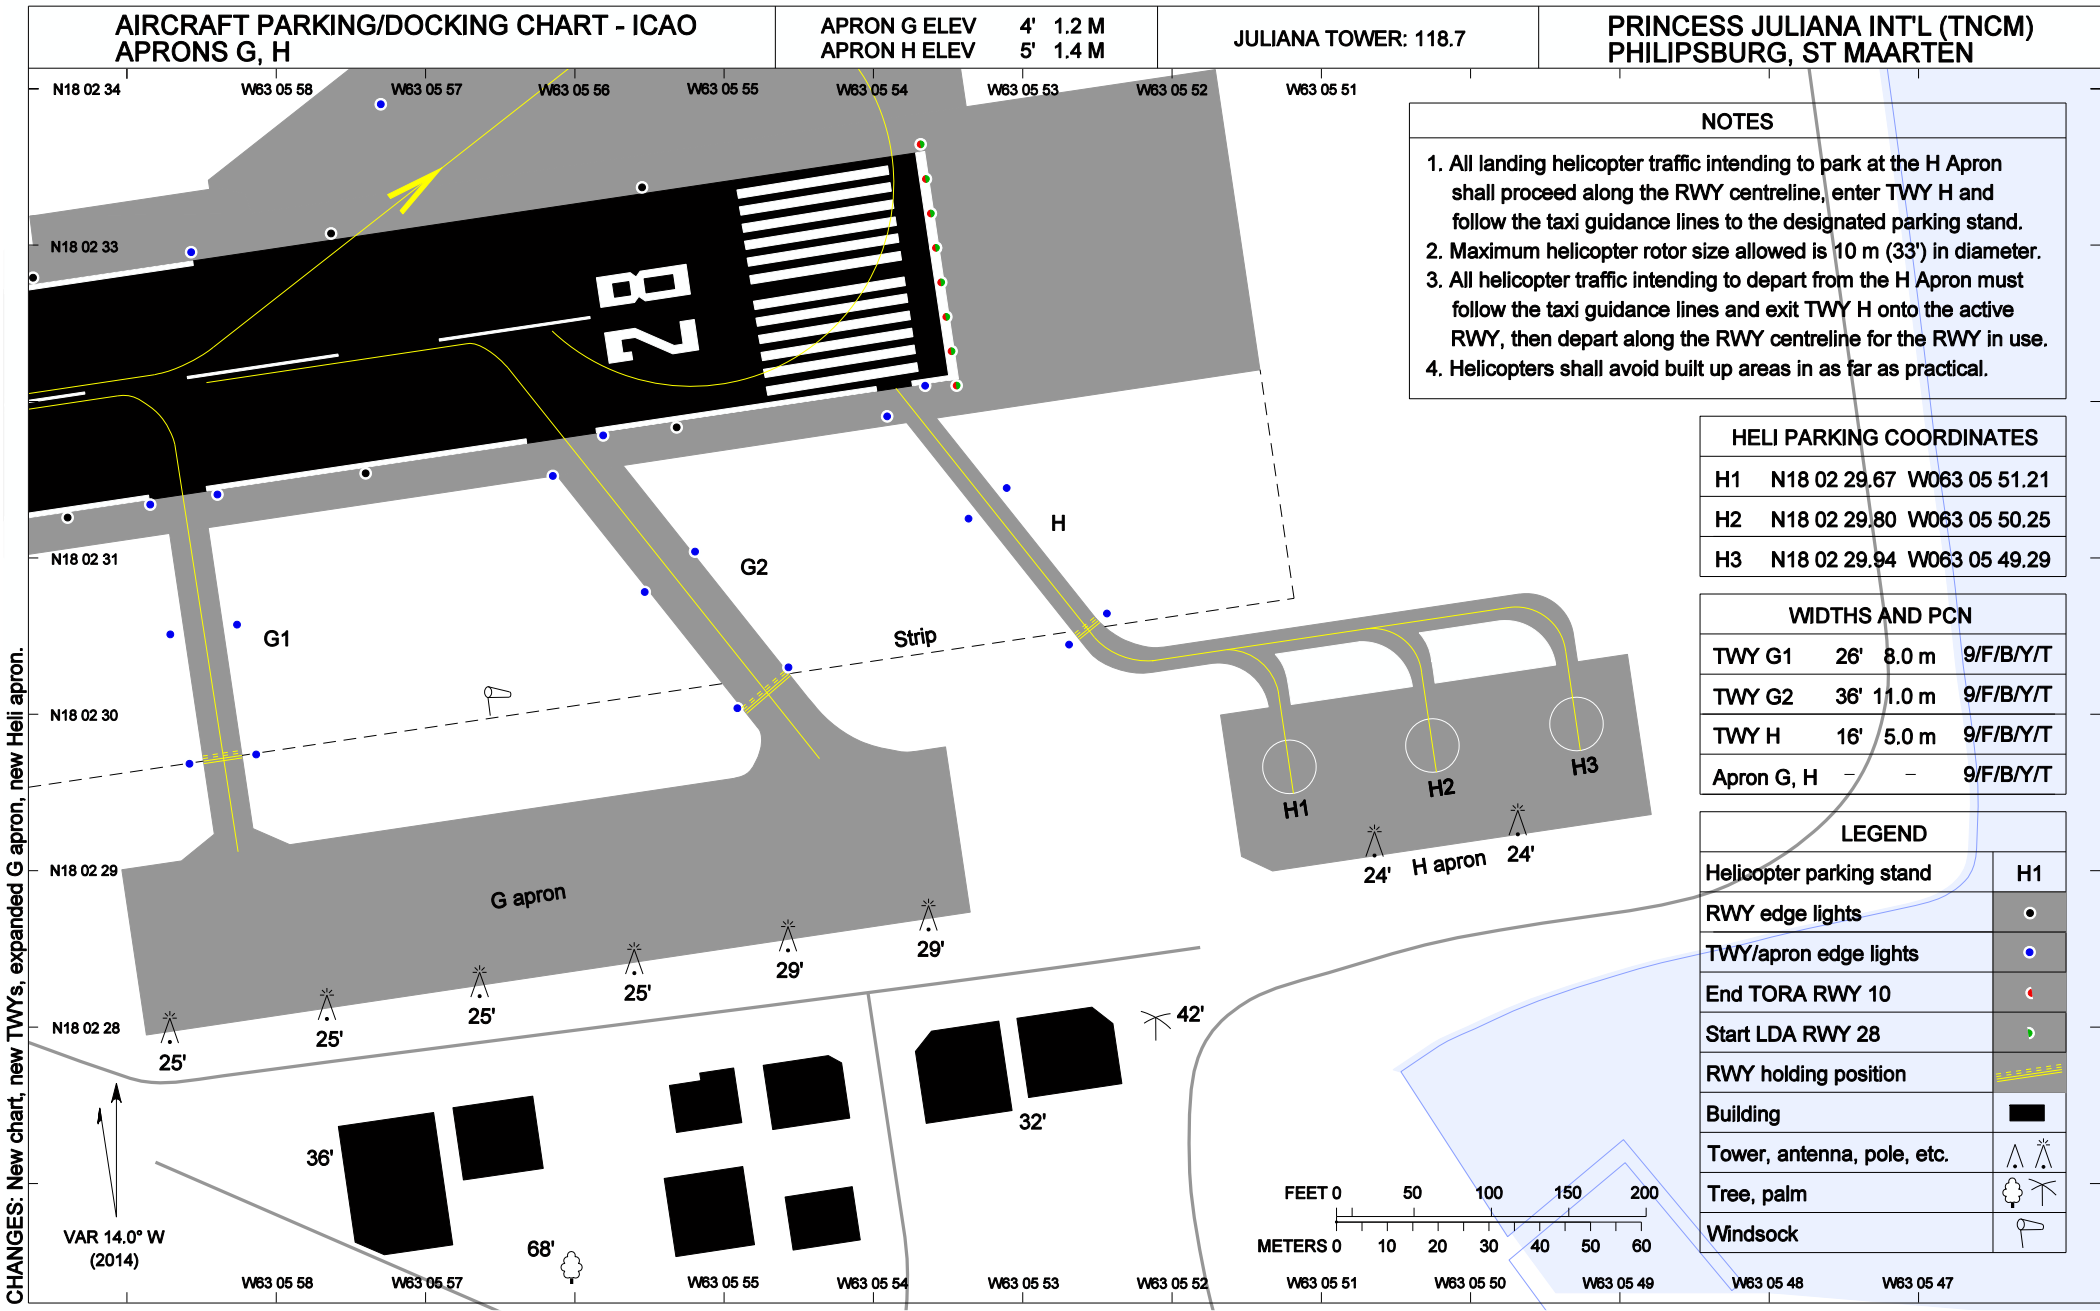 AIRCRAFT PARKING/DOCKING CHART - ICAO
APRONS G, H
APRON G ELEV 4' 1.2 M
APRON H ELEV 5' 1.4 M
JULIANA TOWER: 118.7
PRINCESS JULIANA INT'L (TNCM)
PHILIPSBURG, ST MAARTEN
N18 02 34 W63 05 58 W63 05 57 W63 05 56 W63 05 55 W63 05 54 W63 05 53 W63 05 52 W63 05 51
NOTES
1. All landing helicopter traffic intending to park at the H Apron
shall proceed along the RWY centreline, enter TWY H and
follow the taxi guidance lines to the designated parking stand.
2. Maximum helicopter rotor size allowed is 10 m (33') in diameter.
3. All helicopter traffic intending to depart from the H Apron must
follow the taxi guidance lines and exit TWY H onto the active
RWY, then depart along the RWY centreline for the RWY in use.
4. Helicopters shall avoid built up areas in as far as practical.
N18 02 33
28
HELI PARKING COORDINATES
H1 N18 02 29.67 W063 05 51.21
H2 N18 02 29.80 W063 05 50.25
H3 N18 02 29.94 W063 05 49.29
H
N18 02 31
G2
G1
Strip
WIDTHS AND PCN
TWY G1 26' 8.0 m 9/F/B/Y/T
TWY G2 36' 11.0 m 9/F/B/Y/T
TWY H 16' 5.0 m 9/F/B/Y/T
Apron G, H – – 9/F/B/Y/T
N18 02 30
H1
H2
H3
N18 02 29
G apron
H apron
24'
24'
LEGEND
Helicopter parking stand H1
RWY edge lights
TWY/apron edge lights
End TORA RWY 10
Start LDA RWY 28
RWY holding position
Building
Tower, antenna, pole, etc.
Tree, palm
Windsock
N18 02 28
25'
25'
25'
25'
29'
29'
42'
32'
36'
68'
VAR 14.0° W
(2014)
FEET 0 50 100 150 200
METERS 0 10 20 30 40 50 60
W63 05 58 W63 05 57 W63 05 55 W63 05 54 W63 05 53 W63 05 52 W63 05 51 W63 05 50 W63 05 49 W63 05 48 W63 05 47
CHANGES: New chart, new TWYs, expanded G apron, new Heli apron.